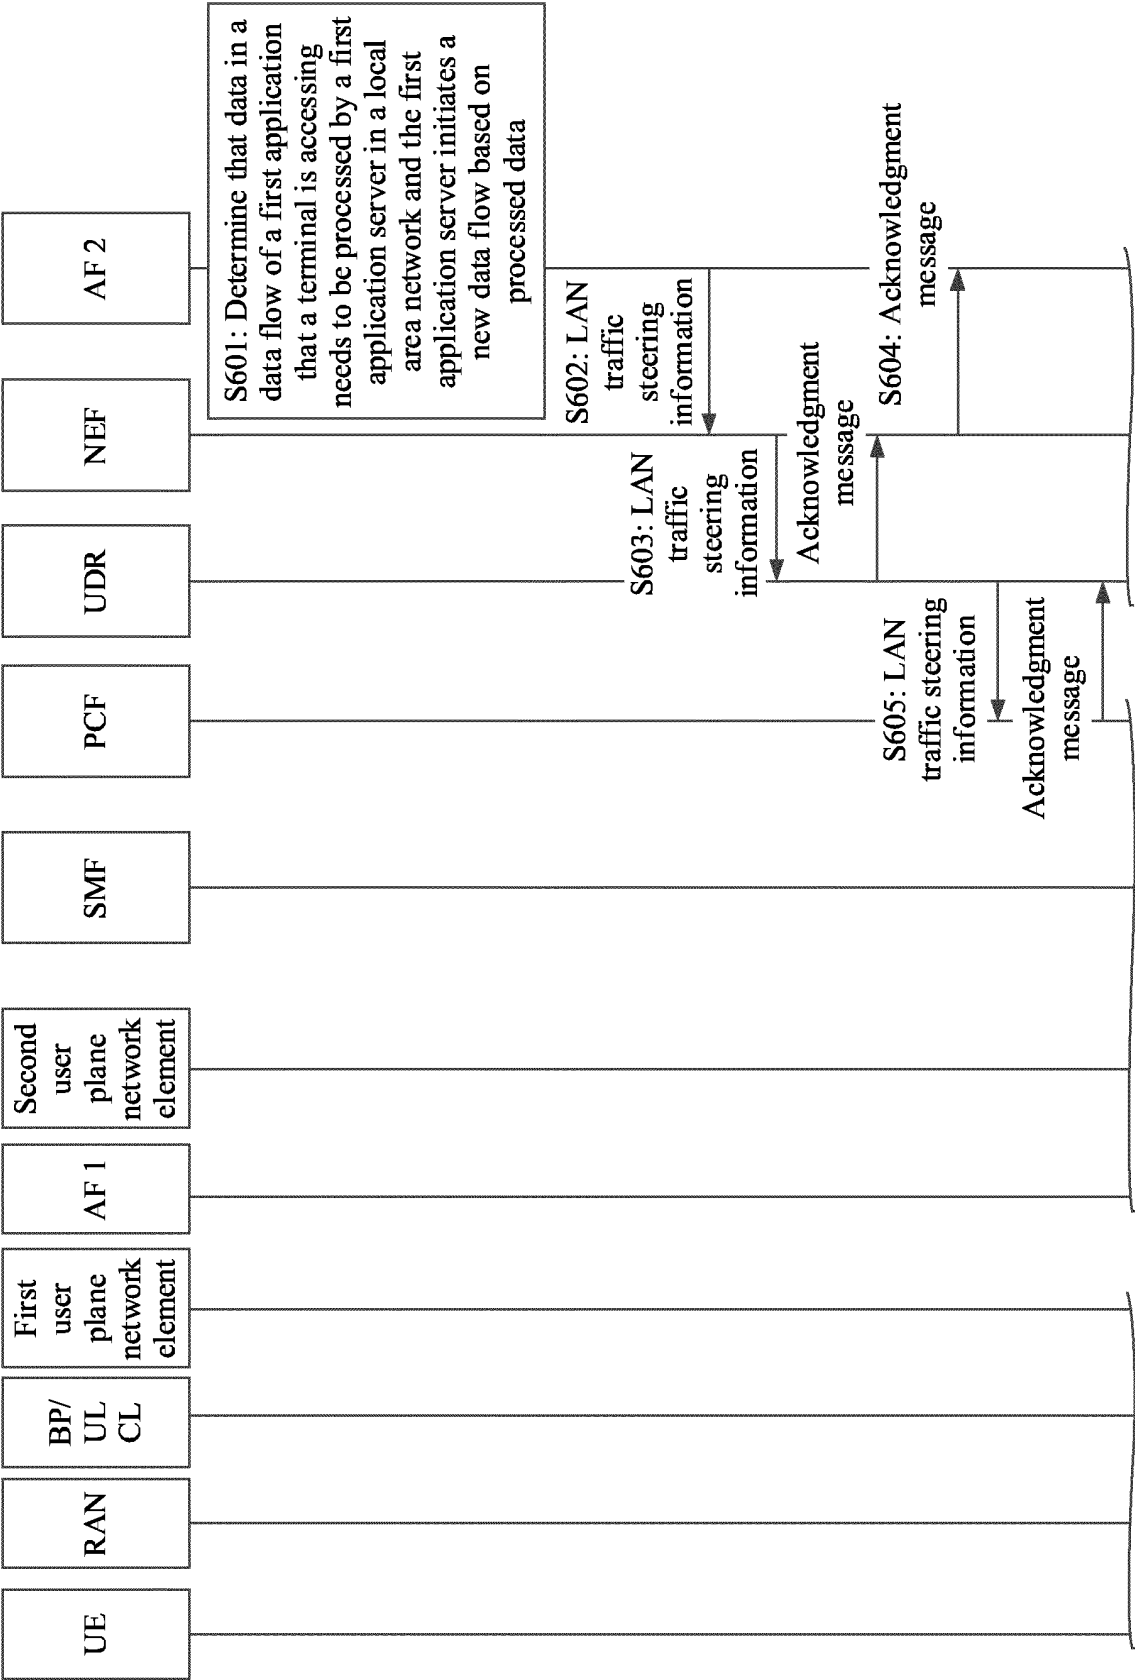 UE
RAN
BP/
UL
CL
First
user
plane
network
element
AF 1
Second
user
plane
network
element
SMF
PCF
UDR
NEF
AF 2
S601: Determine that data in a
data flow of a first application
that a terminal is accessing
needs to be processed by a first
application server in a local
area network and the first
application server initiates a
new data flow based on
processed data
S602: LAN
traffic
steering
information
S603: LAN
traffic
steering
information
Acknowledgment
message
S604: Acknowledgment
message
S605: LAN
traffic steering
information
Acknowledgment
message